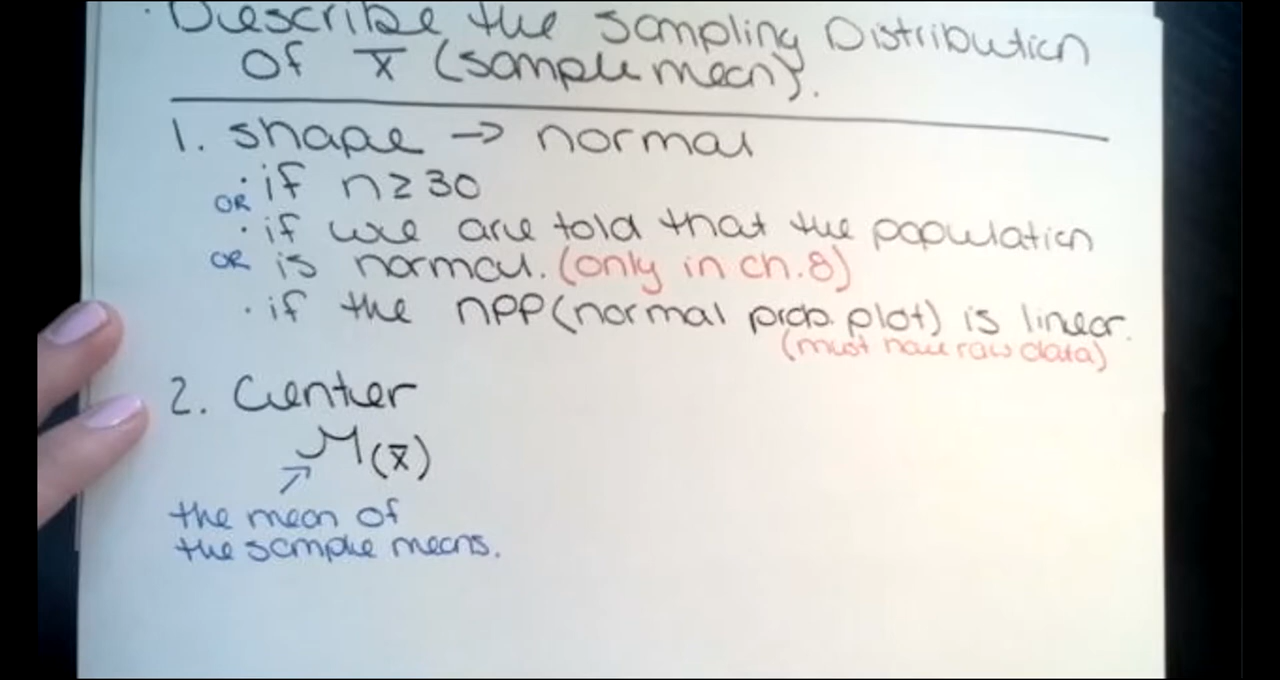 · Describe the Sampling Distribution
Of x̄ (sample mean).
1. shape → normal
· if n ≥ 30
OR
· if we are told that the population
OR is normal. (only in ch. 8)
· if the npp (normal prob. plot) is linear.
(must have raw data)
2. Center
μ(x̄)
the mean of
the sample means.